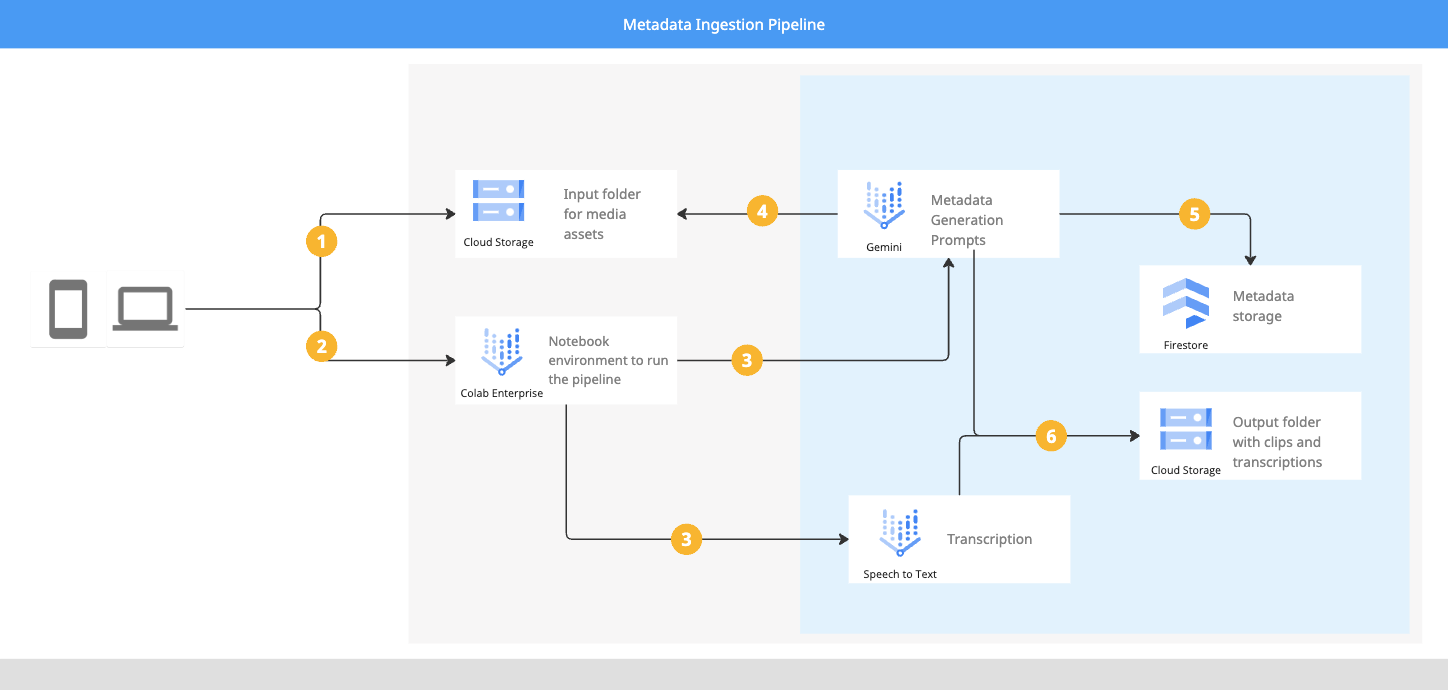 Metadata Ingestion Pipeline
1
2
Input folder
for media
assets
Cloud Storage
4
Metadata
Generation
Prompts
Gemini
5
Metadata
storage
Firestore
Notebook
environment to run
the pipeline
Colab Enterprise
3
6
Output folder
with clips and
transcriptions
Cloud Storage
3
Transcription
Speech to Text